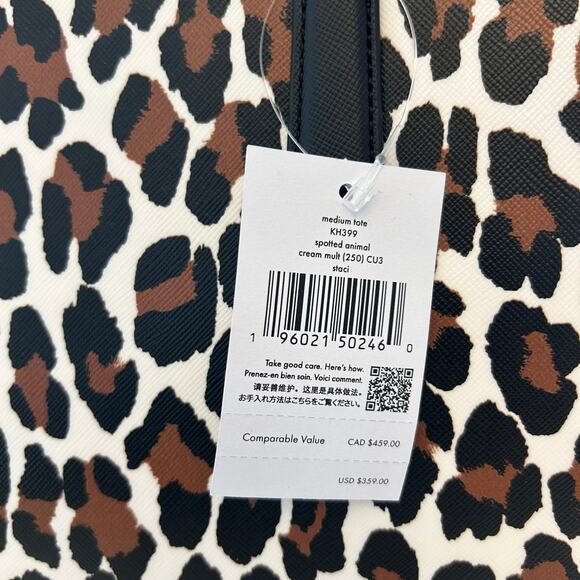 medium tote
KH399
spotted animal
cream mult (250) CU3
staci
1 96021 50246 0
Take good care. Here's how.
Prenez-en bien soin. Voici comment.
请妥善维护。这里是具体做法。
お手入れ方法はこちらをご覧ください
Comparable Value CAD $459.00
USD $359.00